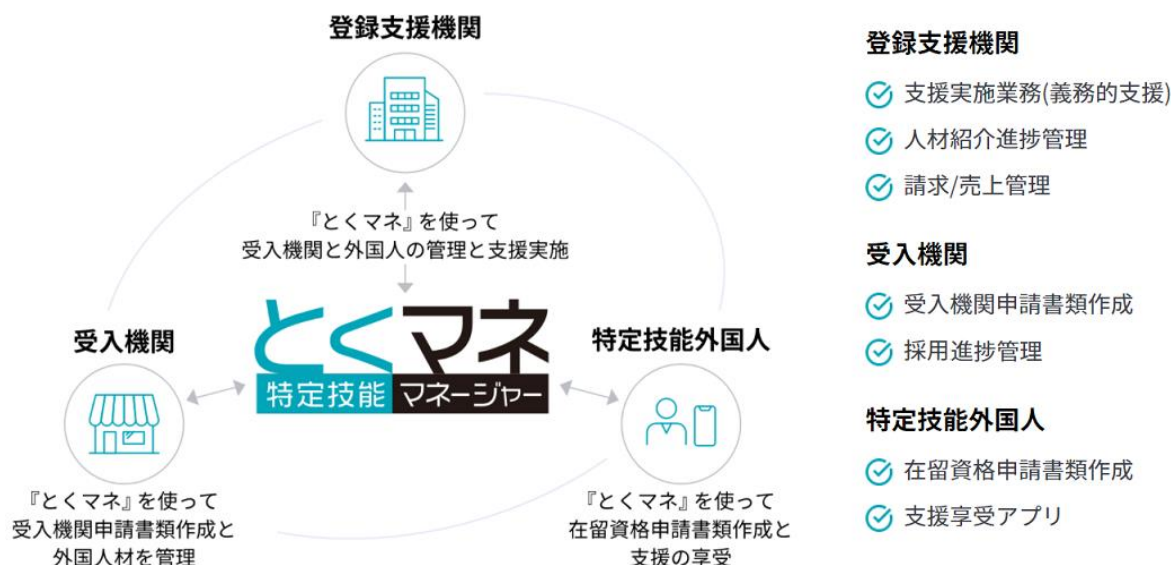 登録支援機関
『とくマネ』を使って
受入機関と外国人の管理と支援実施
とくマネ
特定技能 マネージャー
受入機関
『とくマネ』を使って
受入機関申請書類作成と
外国人材を管理
特定技能外国人
『とくマネ』を使って
在留資格申請書類作成と
支援の享受
登録支援機関
支援実施業務(義務的支援)
人材紹介進捗管理
請求/売上管理
受入機関
受入機関申請書類作成
採用進捗管理
特定技能外国人
在留資格申請書類作成
支援享受アプリ